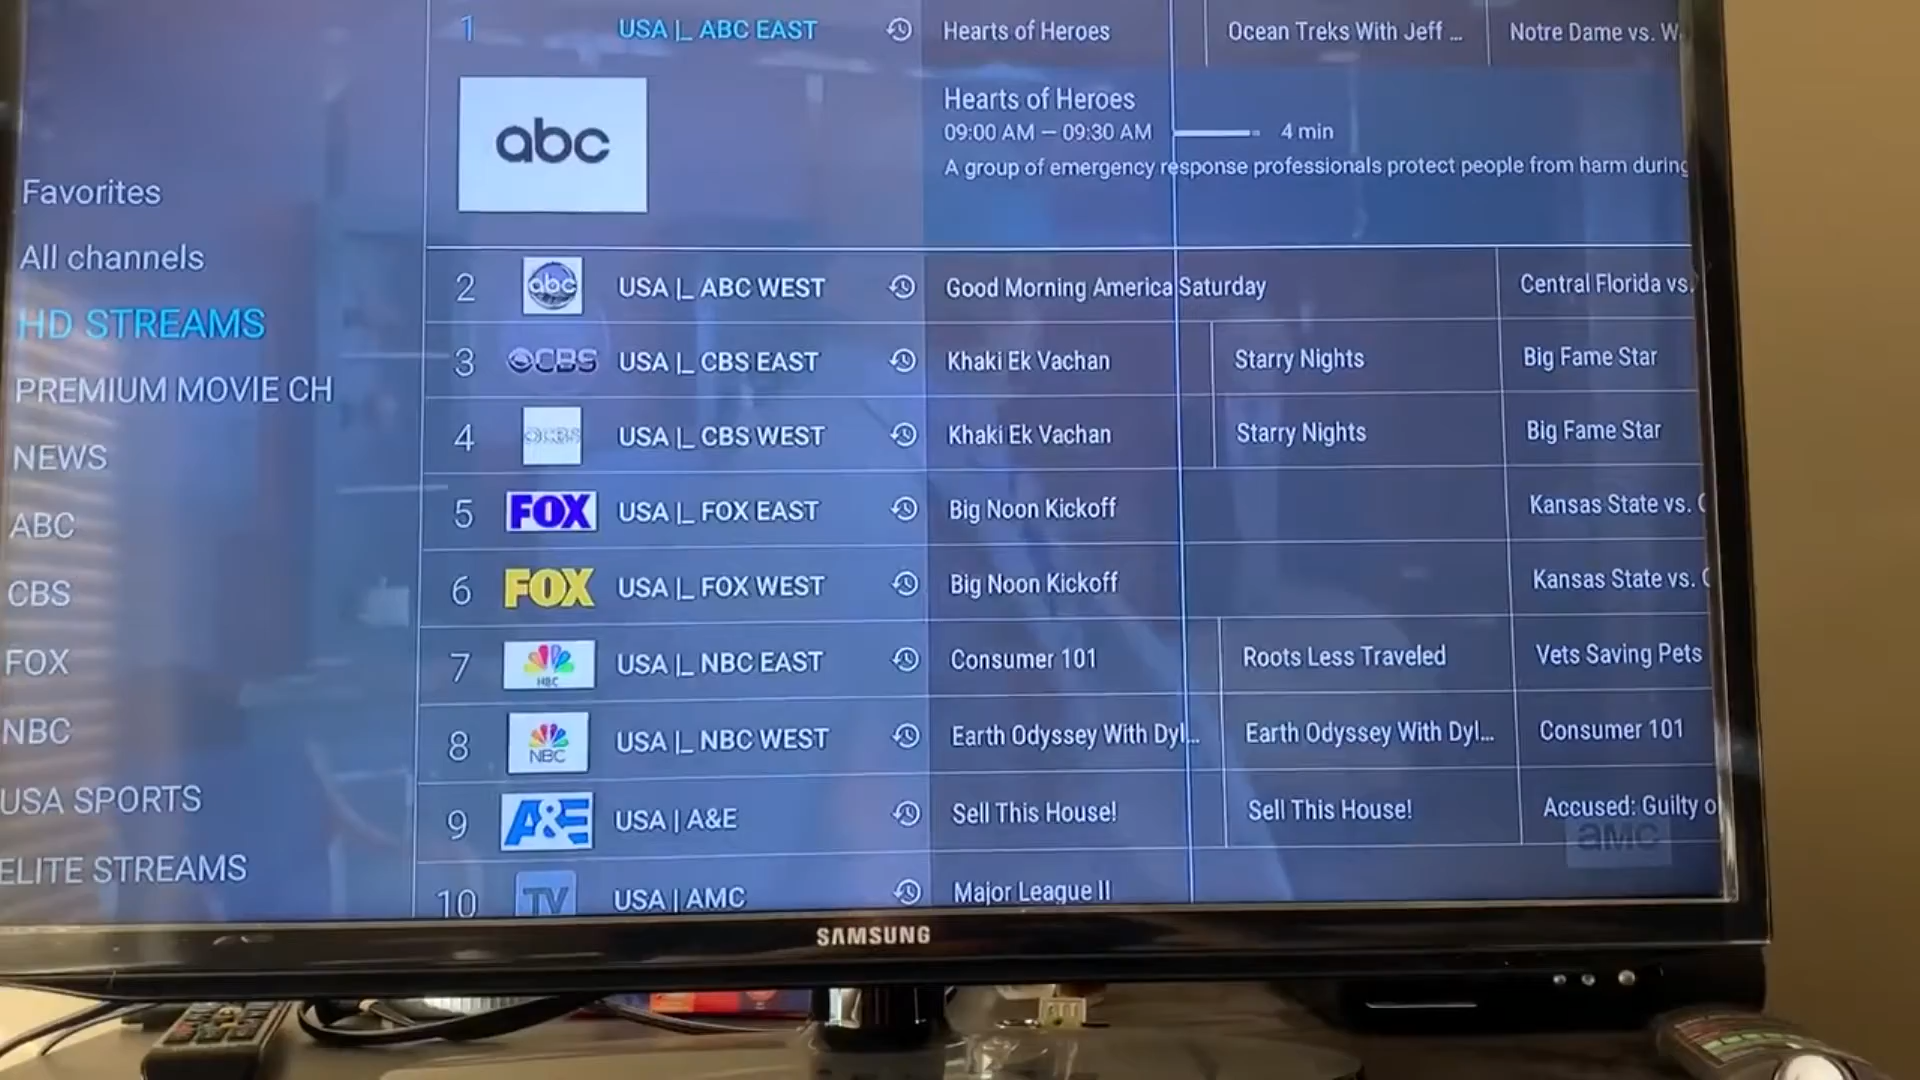 1 USA |_ ABC EAST Hearts of Heroes Ocean Treks With Jeff ... Notre Dame vs. W
abc
Hearts of Heroes
09:00 AM — 09:30 AM 4 min
A group of emergency response professionals protect people from harm during
Favorites
All channels
HD STREAMS
PREMIUM MOVIE CH
NEWS
ABC
CBS
FOX
NBC
USA SPORTS
ELITE STREAMS
2 abc USA |_ ABC WEST Good Morning America Saturday Central Florida vs.
3 CBS USA |_ CBS EAST Khaki Ek Vachan Starry Nights Big Fame Star
4 CBS USA |_ CBS WEST Khaki Ek Vachan Starry Nights Big Fame Star
5 FOX USA |_ FOX EAST Big Noon Kickoff Kansas State vs.
6 FOX USA |_ FOX WEST Big Noon Kickoff Kansas State vs.
7 NBC USA |_ NBC EAST Consumer 101 Roots Less Traveled Vets Saving Pets
8 NBC USA |_ NBC WEST Earth Odyssey With Dyl... Earth Odyssey With Dyl... Consumer 101
9 A&E USA | A&E Sell This House! Sell This House! Accused: Guilty o
amc
10 TV USA | AMC Major League II
SAMSUNG